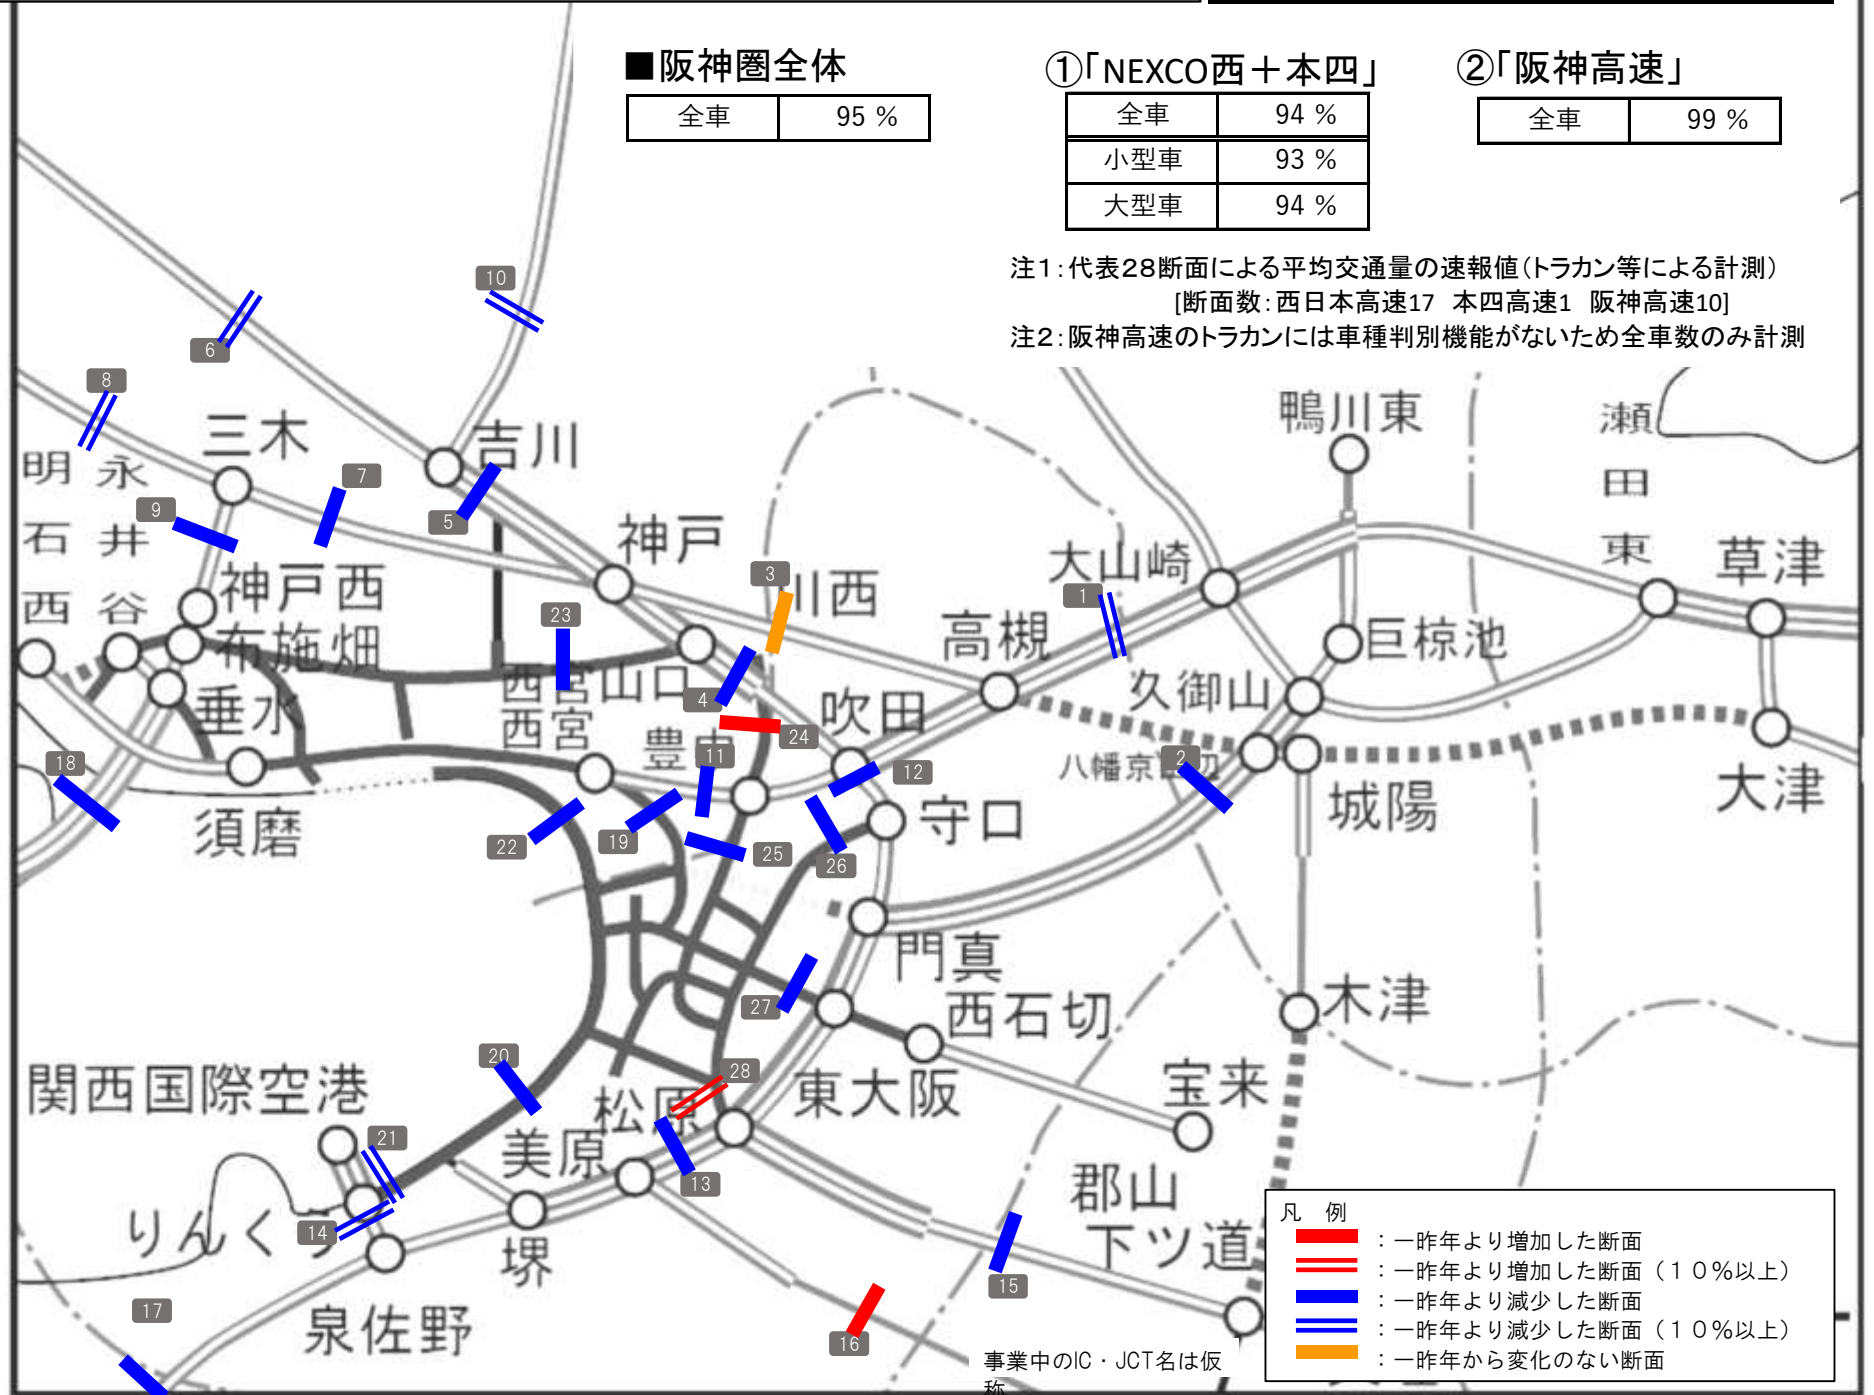 ■阪神圏全体
全車 95 %
①「NEXCO西＋本四」
全車 94 %
小型車 93 %
大型車 94 %
②「阪神高速」
全車 99 %
注１：代表２８断面による平均交通量の速報値（トラカン等による計測）
[断面数：西日本高速17 本四高速1 阪神高速10]
注２：阪神高速のトラカンには車種判別機能がないため全車数のみ計測
10
6
8
三木
吉川
鴨川東
瀬田東
明石西
永井谷
7
9
5
神戸
3
川西
大山崎
1
草津
神戸西
布施畑
23
高槻
巨椋池
西宮山口
4
久御山
垂水
西宮
吹田
24
豊中
11
12
八幡京田辺
2
18
大津
須磨
22
19
25
26
守口
城陽
門真
27
西石切
木津
20
28
東大阪
宝来
関西国際空港
松原
21
美原
13
郡山下ツ道
14
りんくう
堺
15
17
泉佐野
16
事業中のIC・JCT名は仮
称
凡 例
：一昨年より増加した断面
：一昨年より増加した断面（１０％以上）
：一昨年より減少した断面
：一昨年より減少した断面（１０％以上）
：一昨年から変化のない断面